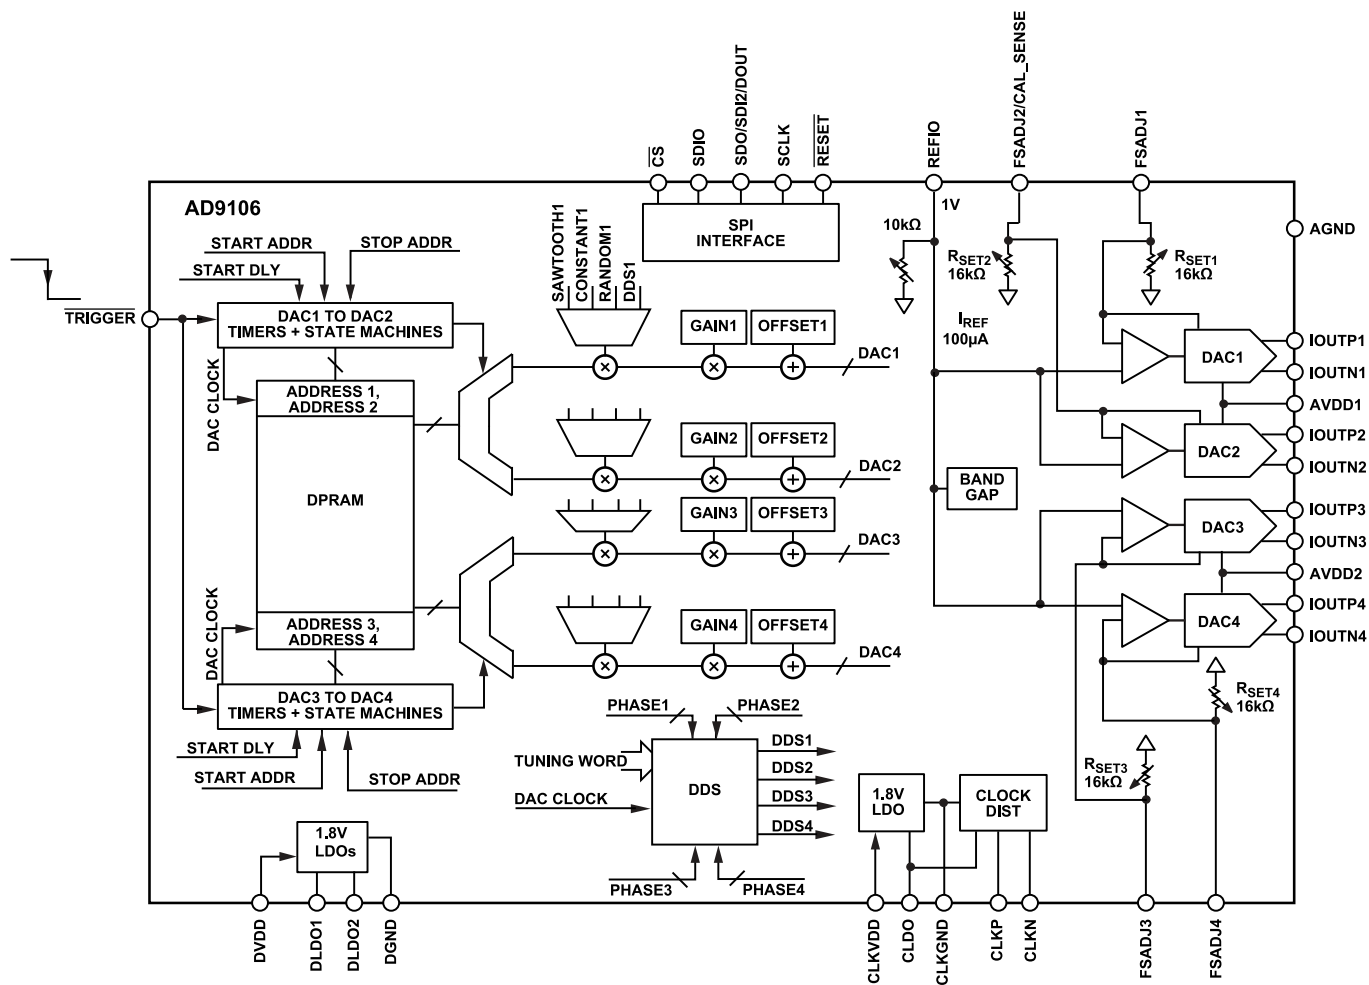 CS
SDIO
SDO/SDI2/DOUT
SCLK
RESET
REFIO
FSADJ2/CAL_SENSE
FSADJ1
AD9106
START ADDR
STOP ADDR
START DLY
TRIGGER
DAC1 TO DAC2
TIMERS + STATE MACHINES
DAC CLOCK
ADDRESS 1,
ADDRESS 2
DPRAM
ADDRESS 3,
ADDRESS 4
DAC CLOCK
DAC3 TO DAC4
TIMERS + STATE MACHINES
START DLY
START ADDR
STOP ADDR
SAWTOOTH1
CONSTANT1
RANDOM1
DDS1
SPI
INTERFACE
GAIN1
OFFSET1
DAC1
GAIN2
OFFSET2
DAC2
GAIN3
OFFSET3
DAC3
GAIN4
OFFSET4
DAC4
1V
10kΩ
RSET2
16kΩ
RSET1
16kΩ
IREF
100µA
BAND
GAP
DAC1
DAC2
DAC3
DAC4
AGND
IOUTP1
IOUTN1
AVDD1
IOUTP2
IOUTN2
IOUTP3
IOUTN3
AVDD2
IOUTP4
IOUTN4
RSET4
16kΩ
RSET3
16kΩ
PHASE1
PHASE2
TUNING WORD
DAC CLOCK
DDS
DDS1
DDS2
DDS3
DDS4
PHASE3
PHASE4
1.8V
LDOs
1.8V
LDO
CLOCK
DIST
DVDD
DLDO1
DLDO2
DGND
CLKVDD
CLDO
CLKGND
CLKP
CLKN
FSADJ3
FSADJ4